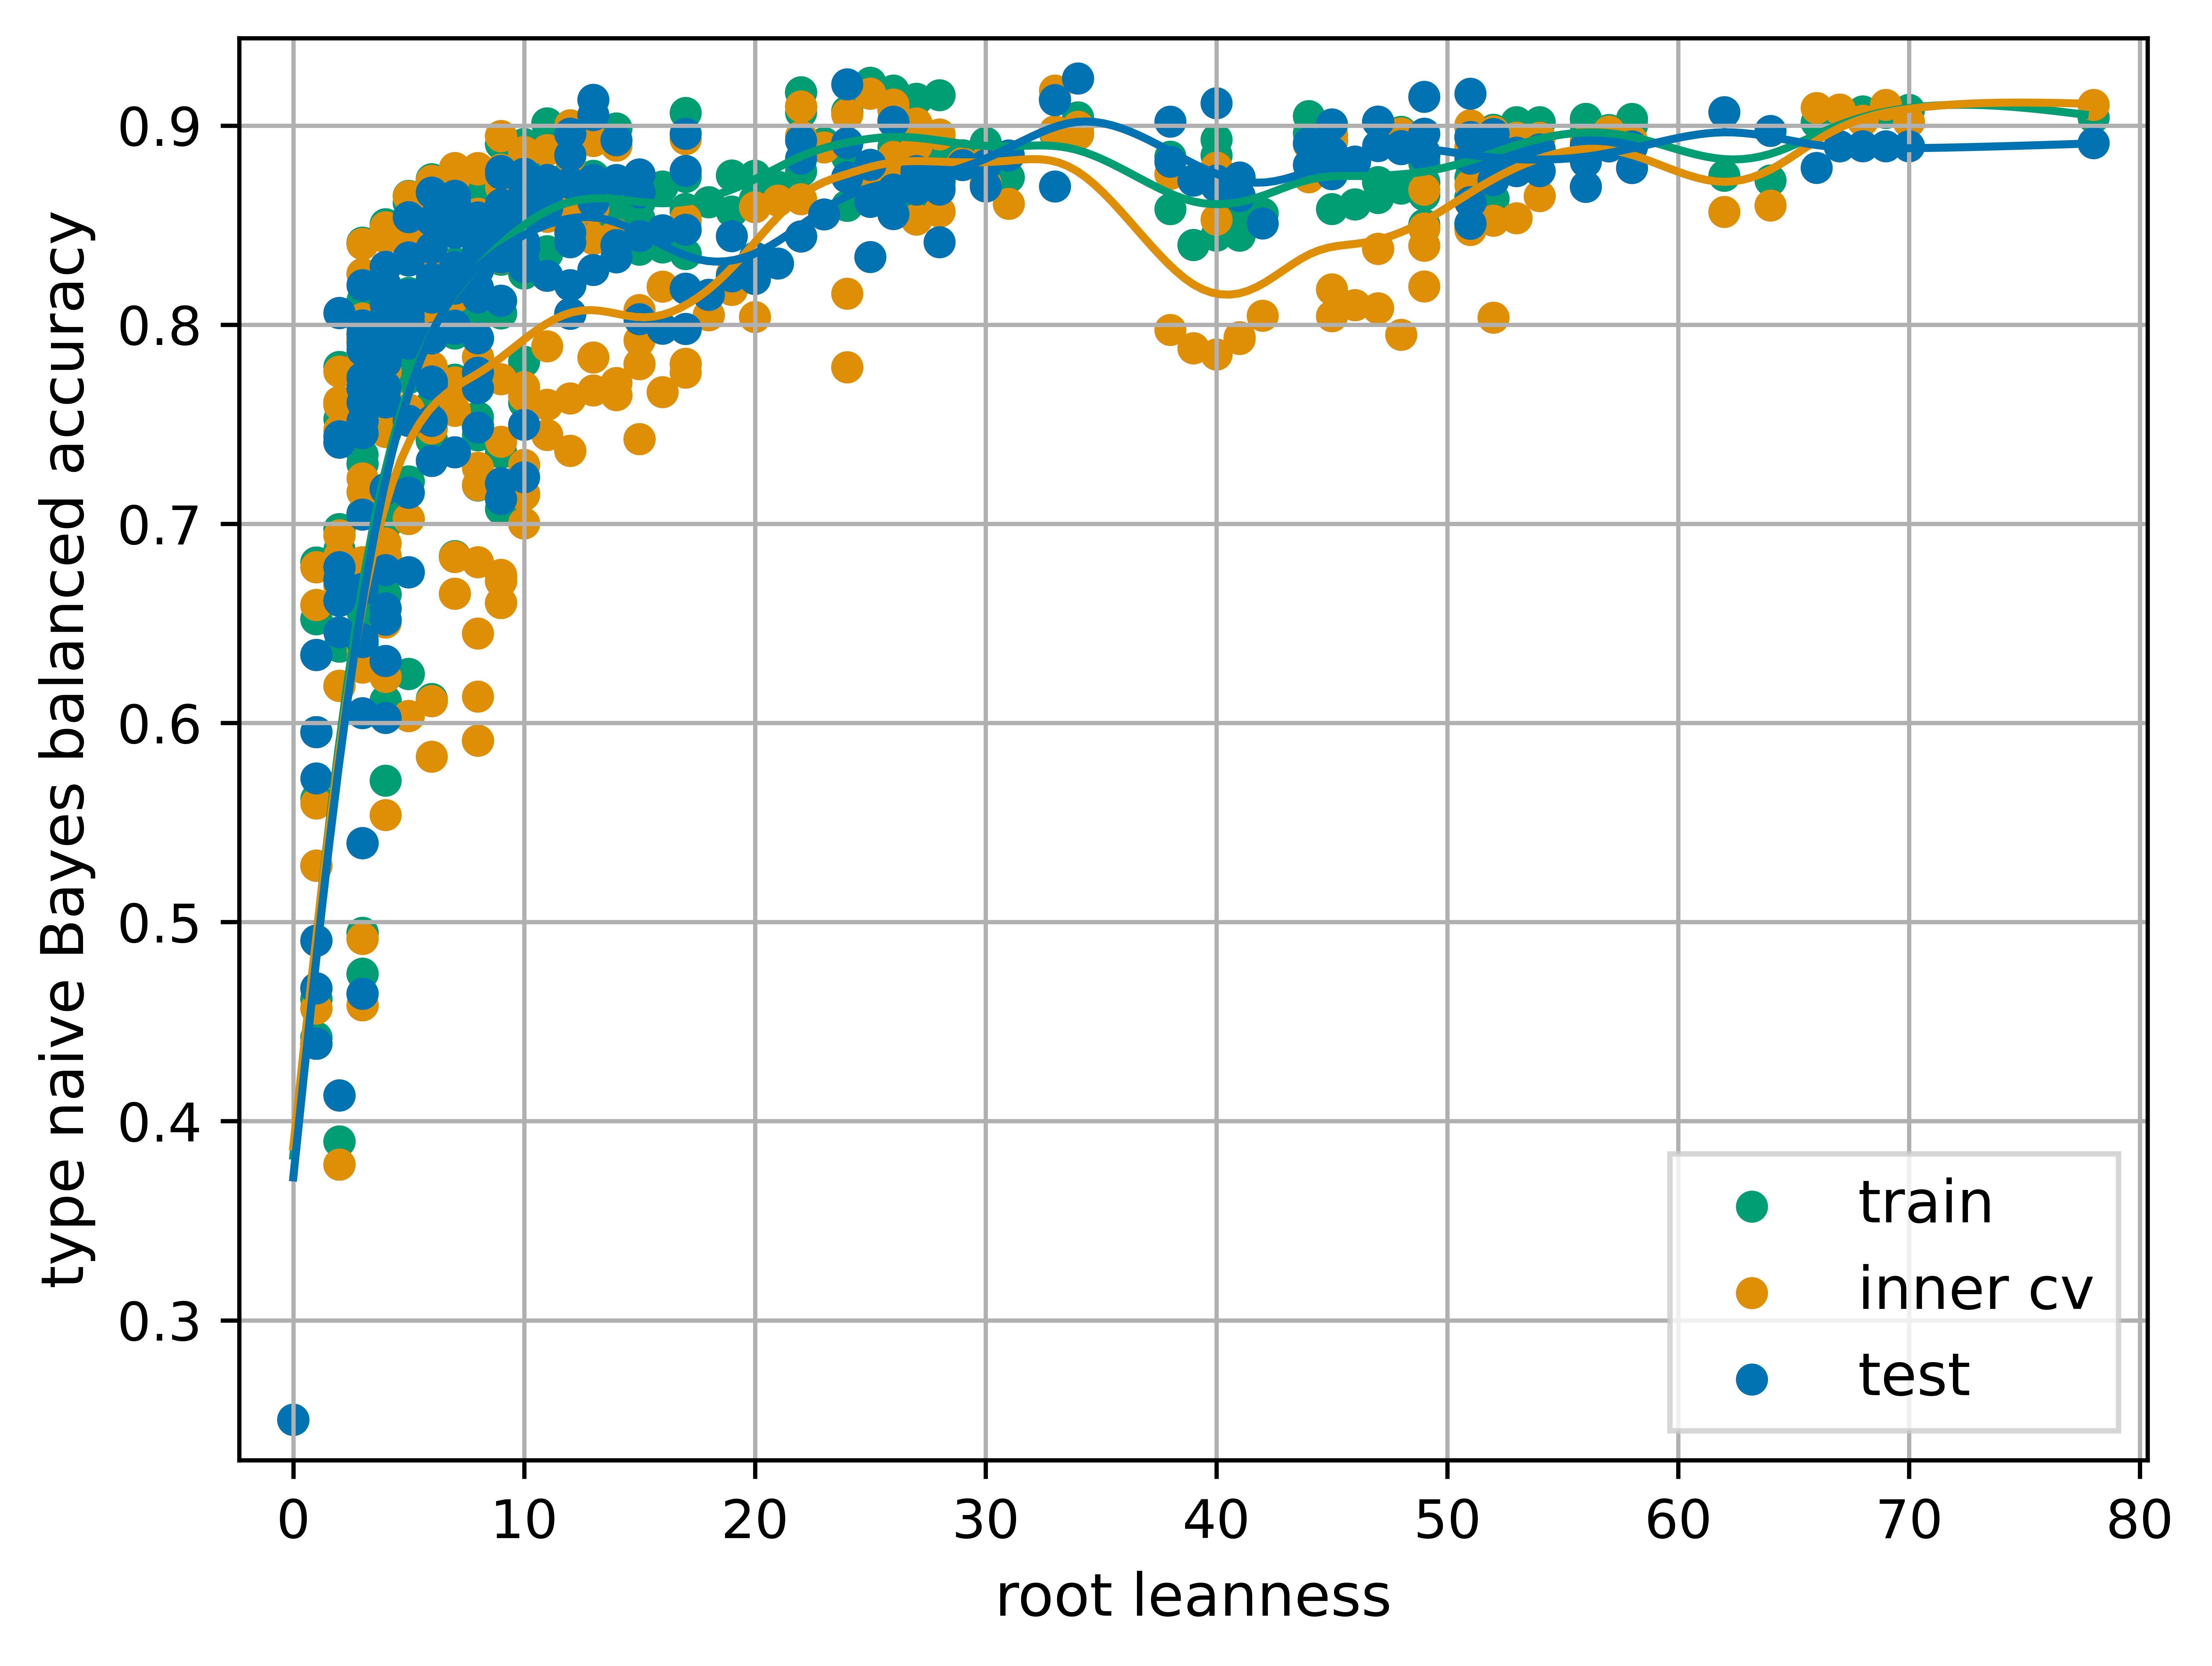 0.9
0.8
0.7
0.6
0.5
0.4
0.3
type naive Bayes balanced accuracy
train
inner cv
test
0 10 20 30 40 50 60 70 80
root leanness